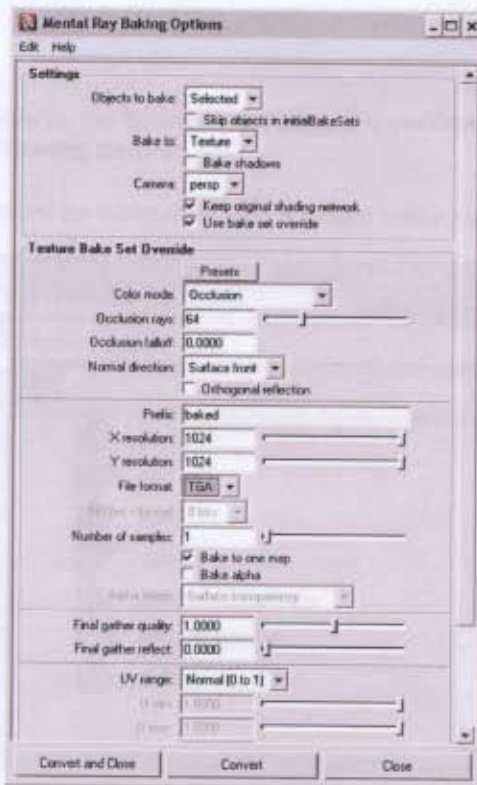 Mental Ray Baking Options
Edit Help
Settings
Objects to bake: Selected
Skip objects in initialBakeSets
Bake to: Texture
Bake shadows
Camera: persp
Keep original shading network
Use bake set override
Texture Bake Set Override
Presets
Color mode: Occlusion
Occlusion rays: 64
Occlusion falloff: 0.0000
Normal direction: Surface front
Orthogonal reflection
Prefix: baked
X resolution: 1024
Y resolution: 1024
File format: TGA
Number of samples: 1
Bake to one map
Bake alpha
Surface transparency
Final gather quality: 1.0000
Final gather reflect: 0.0000
UV range: Normal (0 to 1)
1.0000
1.0000
Convert and Close Convert Close